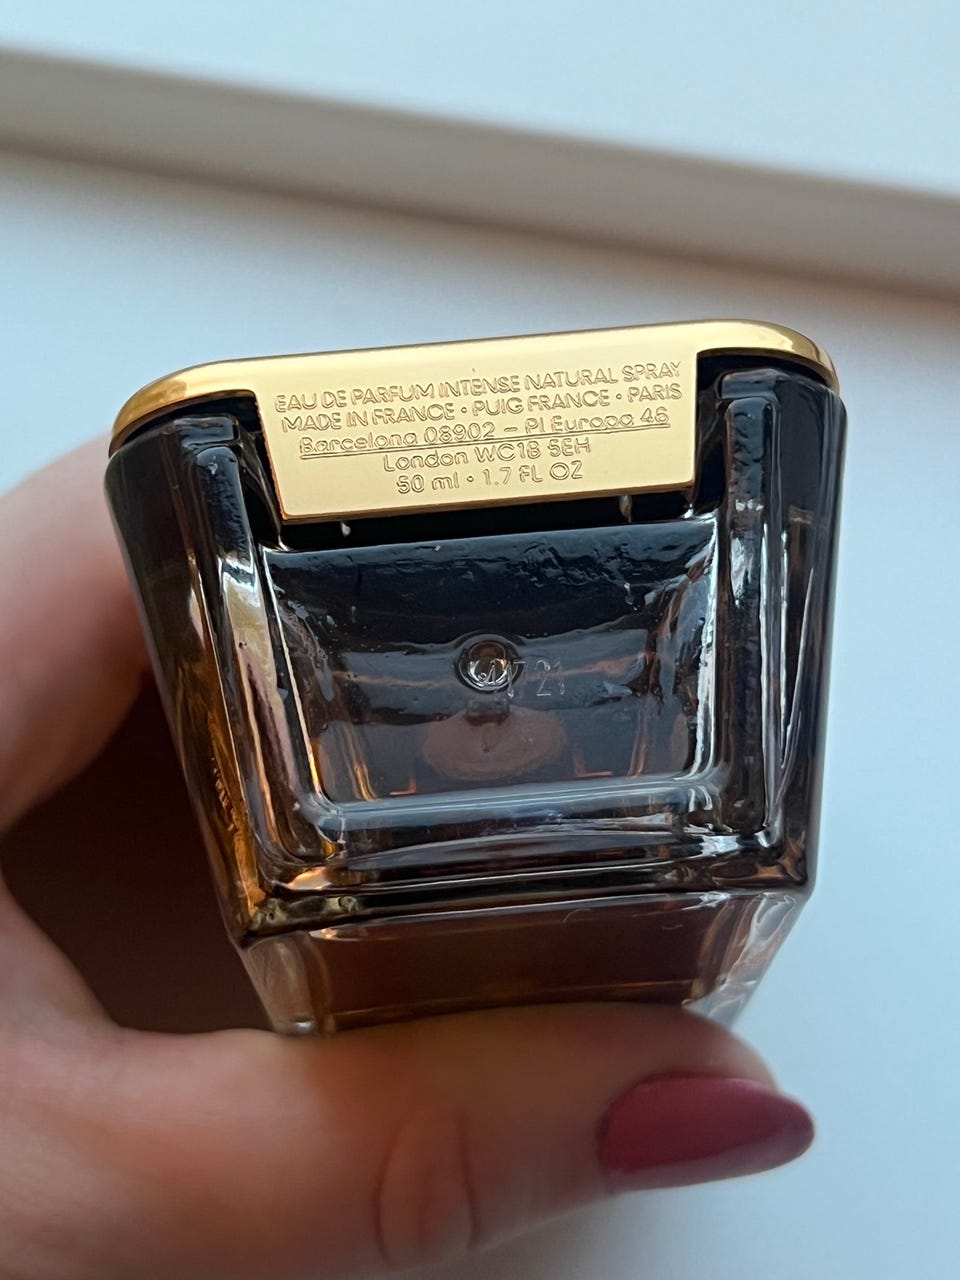 EAU DE PARFUM INTENSE NATURAL SPRAY
MADE IN FRANCE • PUIG FRANCE • PARIS
Barcelona 08902 – Pl Europa 46
London WC1B 5EH
50 ml • 1.7 FL OZ
21